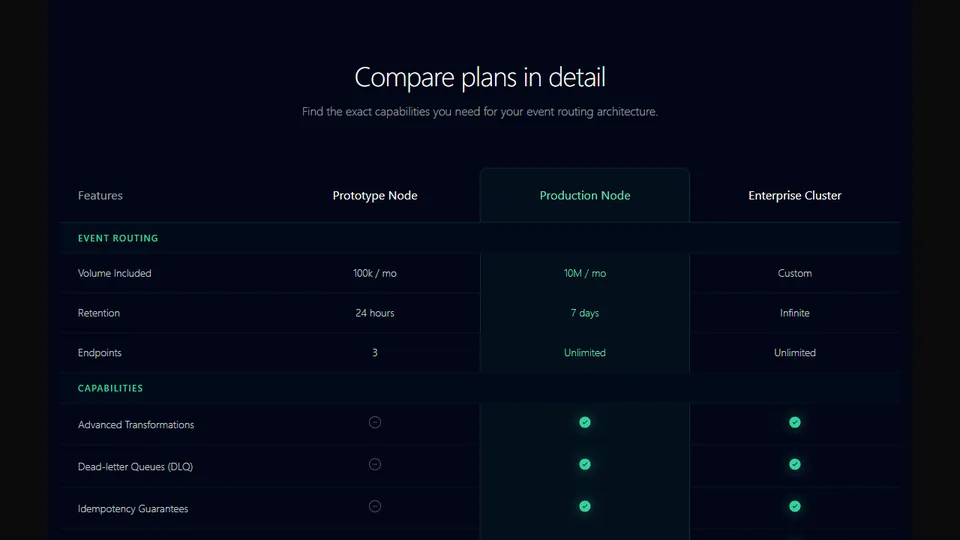 Compare plans in detail
Find the exact capabilities you need for your event routing architecture.
Features Prototype Node Production Node Enterprise Cluster
EVENT ROUTING
Volume Included 100k / mo 10M / mo Custom
Retention 24 hours 7 days Infinite
Endpoints 3 Unlimited Unlimited
CAPABILITIES
Advanced Transformations
Dead-letter Queues (DLQ)
Idempotency Guarantees